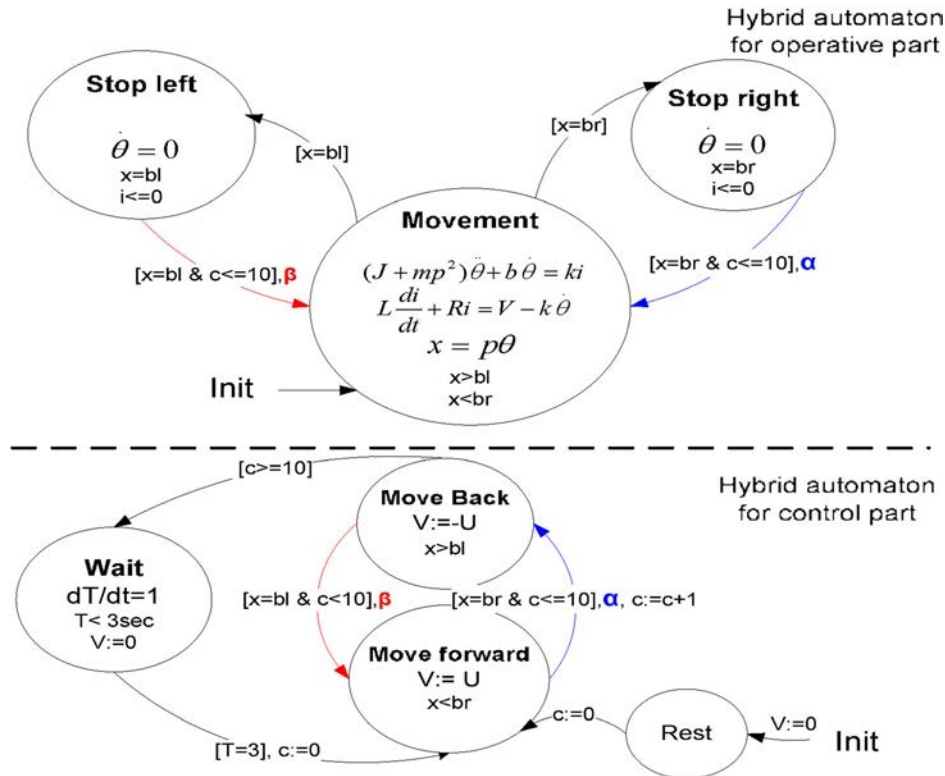 Hybrid automaton
for operative part
Stop left
θ̇ = 0
x=bl
i<=0
[x=bl]
[x=br]
Stop right
θ̇ = 0
x=br
i<=0
Movement
(J + mp²)θ̈ + b θ̇ = ki
L di/dt + Ri = V − k θ̇
x = pθ
x>bl
x<br
[x=bl & c<=10],β
[x=br & c<=10],α
Init
Hybrid automaton
for control part
[c>=10]
Move Back
V:=-U
x>bl
Wait
dT/dt=1
T< 3sec
V:=0
[x=bl & c<10],β
[x=br & c<=10],α, c:=c+1
Move forward
V:= U
x<br
[T=3], c:=0
c:=0
Rest
V:=0
Init